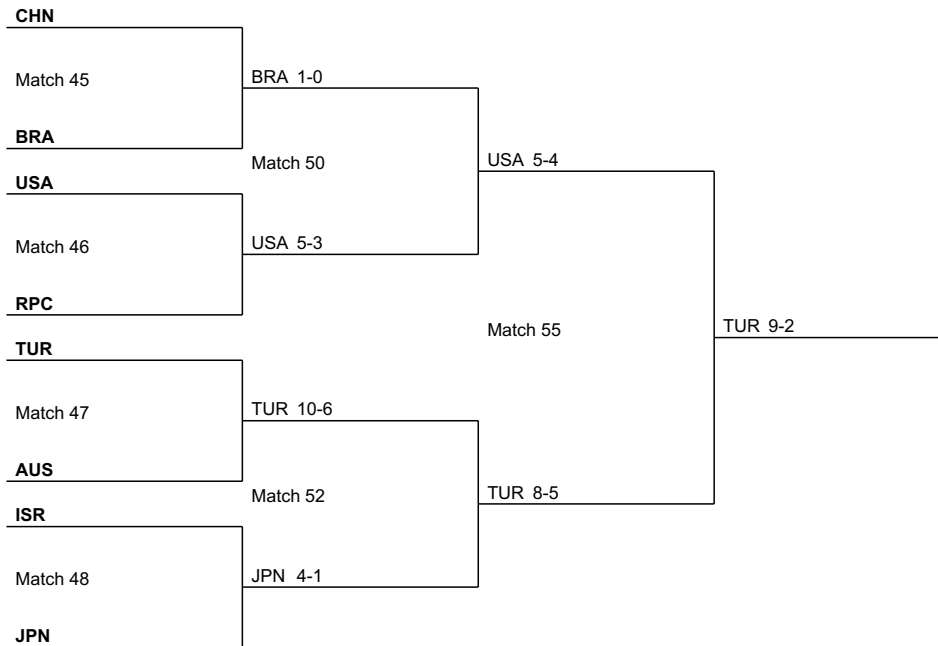 CHN
Match 45
BRA 1-0
BRA
Match 50
USA 5-4
USA
Match 46
USA 5-3
RPC
Match 55
TUR 9-2
TUR
Match 47
TUR 10-6
AUS
Match 52
TUR 8-5
ISR
Match 48
JPN 4-1
JPN